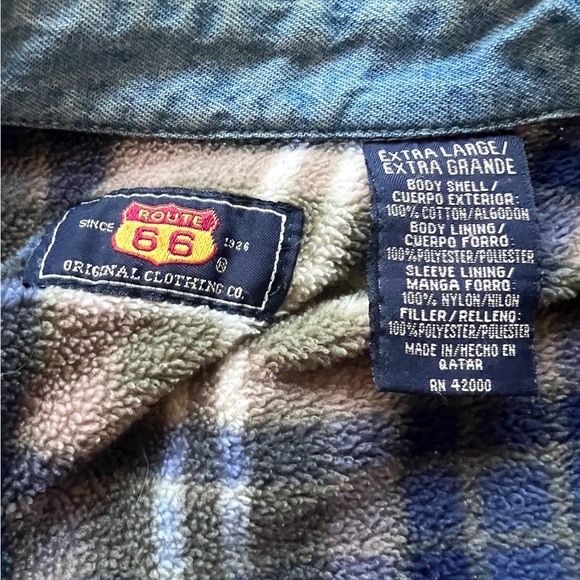 ROUTE
SINCE 66 1926
®
ORIGINAL CLOTHING CO.
EXTRA LARGE/
EXTRA GRANDE
BODY SHELL/
CUERPO EXTERIOR:
100% COTTON/ALGODON
BODY LINING/
CUERPO FORRO:
100%POLYESTER/POLIESTER
SLEEVE LINING/
MANGA FORRO:
100% NYLON/NILON
FILLER/RELLENO:
100%POLYESTER/POLIESTER
MADE IN/HECHO EN
QATAR
RN 42000